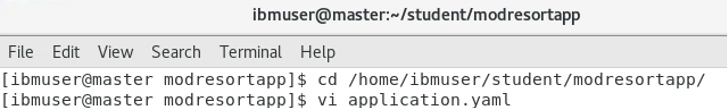 ibmuser@master:~/student/modresortapp
File Edit View Search Terminal Help
[ibmuser@master modresortapp]$ cd /home/ibmuser/student/modresortapp/
[ibmuser@master modresortapp]$ vi application.yaml